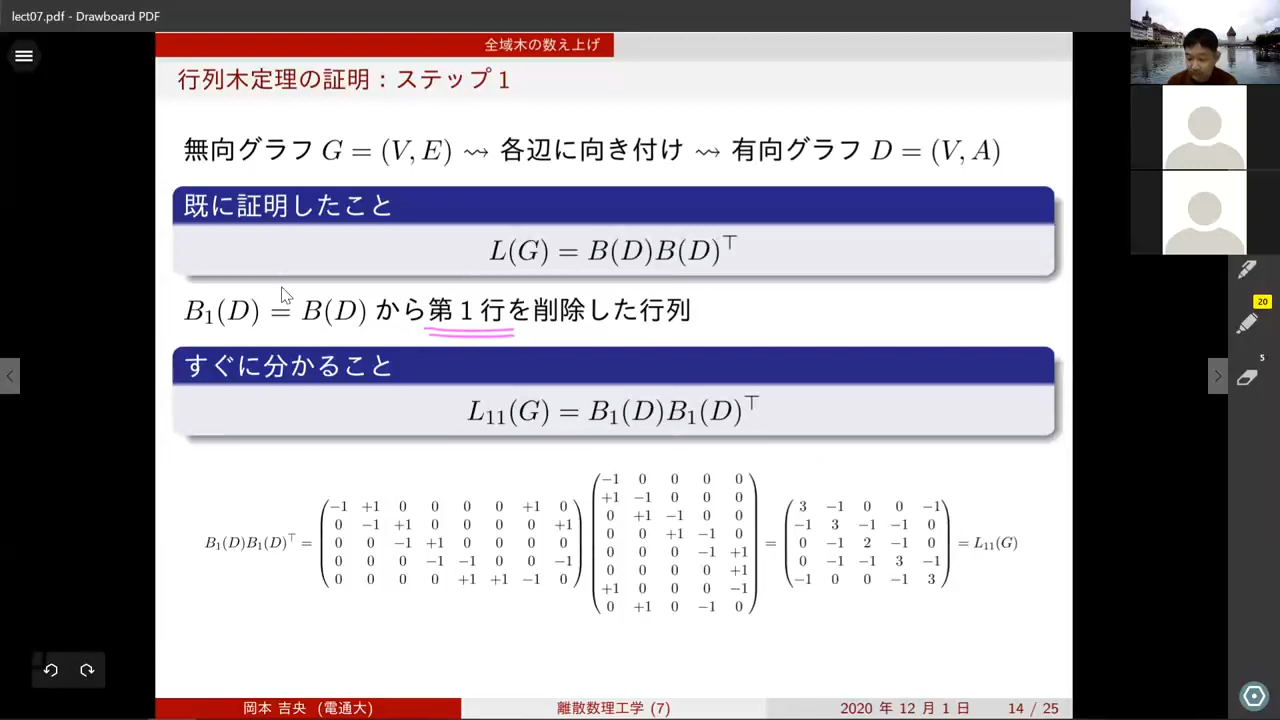 lect07.pdf - Drawboard PDF
全域木の数え上げ
行列木定理の証明：ステップ 1
無向グラフ G = (V, E) ⇝ 各辺に向き付け ⇝ 有向グラフ D = (V, A)
既に証明したこと
L(G) = B(D)B(D)⊤
B₁(D) = B(D) から第 1 行を削除した行列
すぐに分かること
L₁₁(G) = B₁(D)B₁(D)⊤
B₁(D)B₁(D)⊤ =
−1 +1 0 0 0 0 +1 0
0 −1 +1 0 0 0 0 +1
0 0 −1 +1 0 0 0 0
0 0 0 −1 −1 0 0 −1
0 0 0 0 +1 +1 −1 0
−1 0 0 0 0
+1 −1 0 0 0
0 +1 −1 0 0
0 0 +1 −1 0
0 0 0 −1 +1
0 0 0 0 +1
+1 0 0 0 −1
0 +1 0 −1 0
=
3 −1 0 0 −1
−1 3 −1 −1 0
0 −1 2 −1 0
0 −1 −1 3 −1
−1 0 0 −1 3
= L₁₁(G)
20
5
岡本 吉央 (電通大)
離散数理工学 (7)
2020 年 12 月 1 日 14 / 25